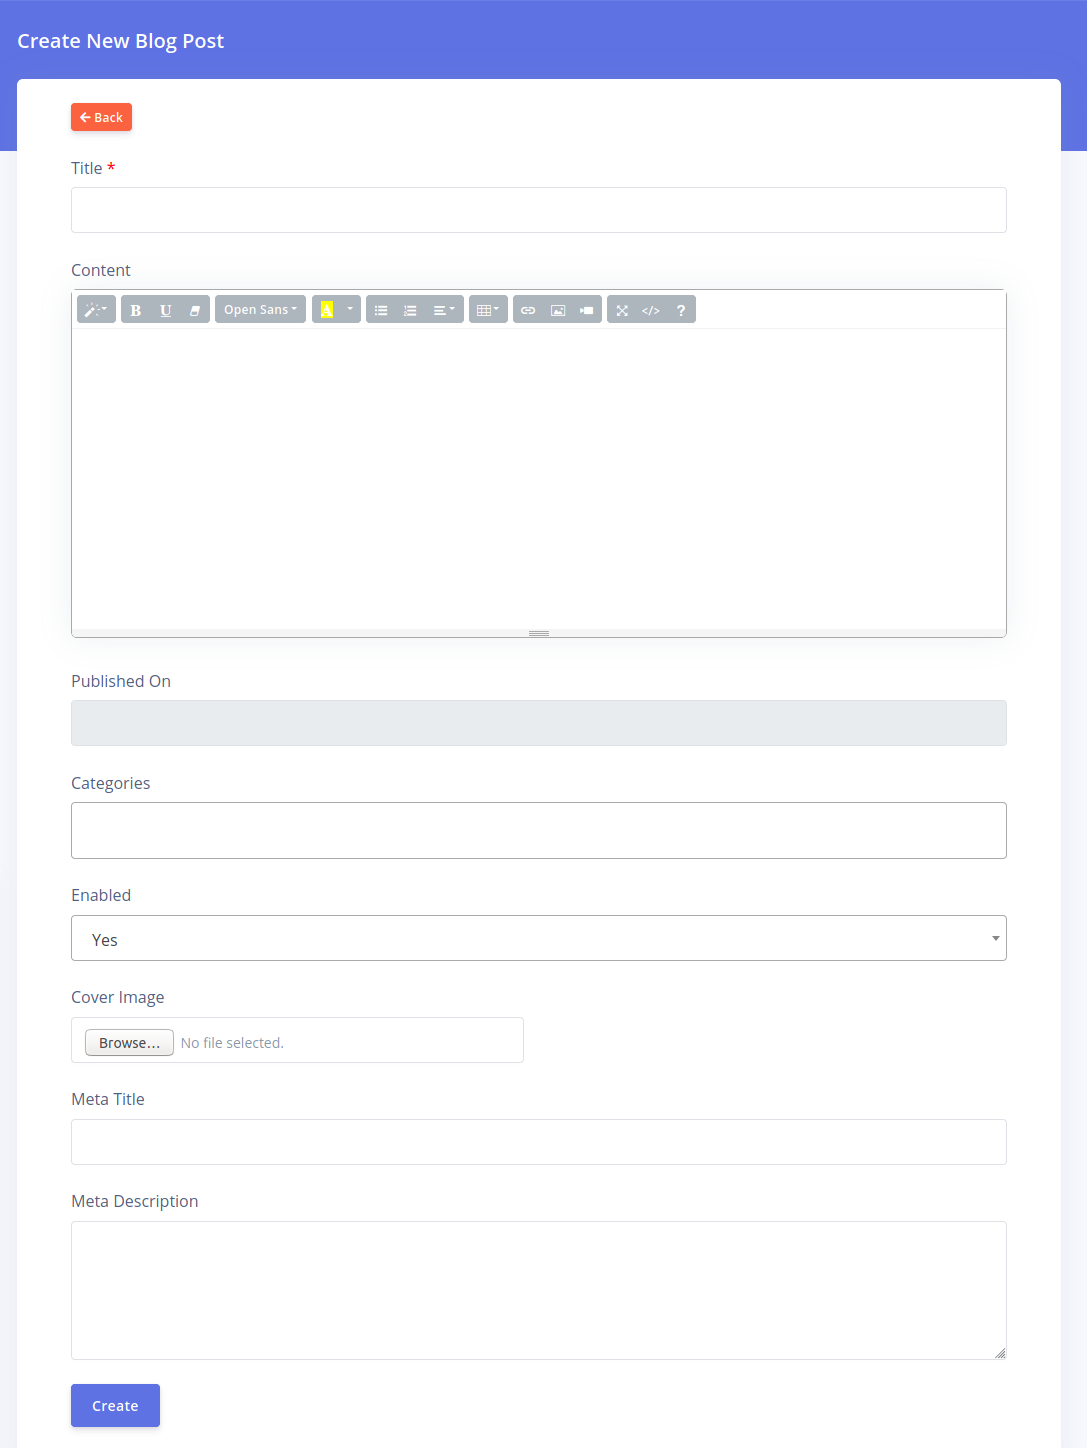 Create New Blog Post
Back
Title *
Content
B U Open Sans A </> ?
Published On
Categories
Enabled
Yes
Cover Image
Browse... No file selected.
Meta Title
Meta Description
Create